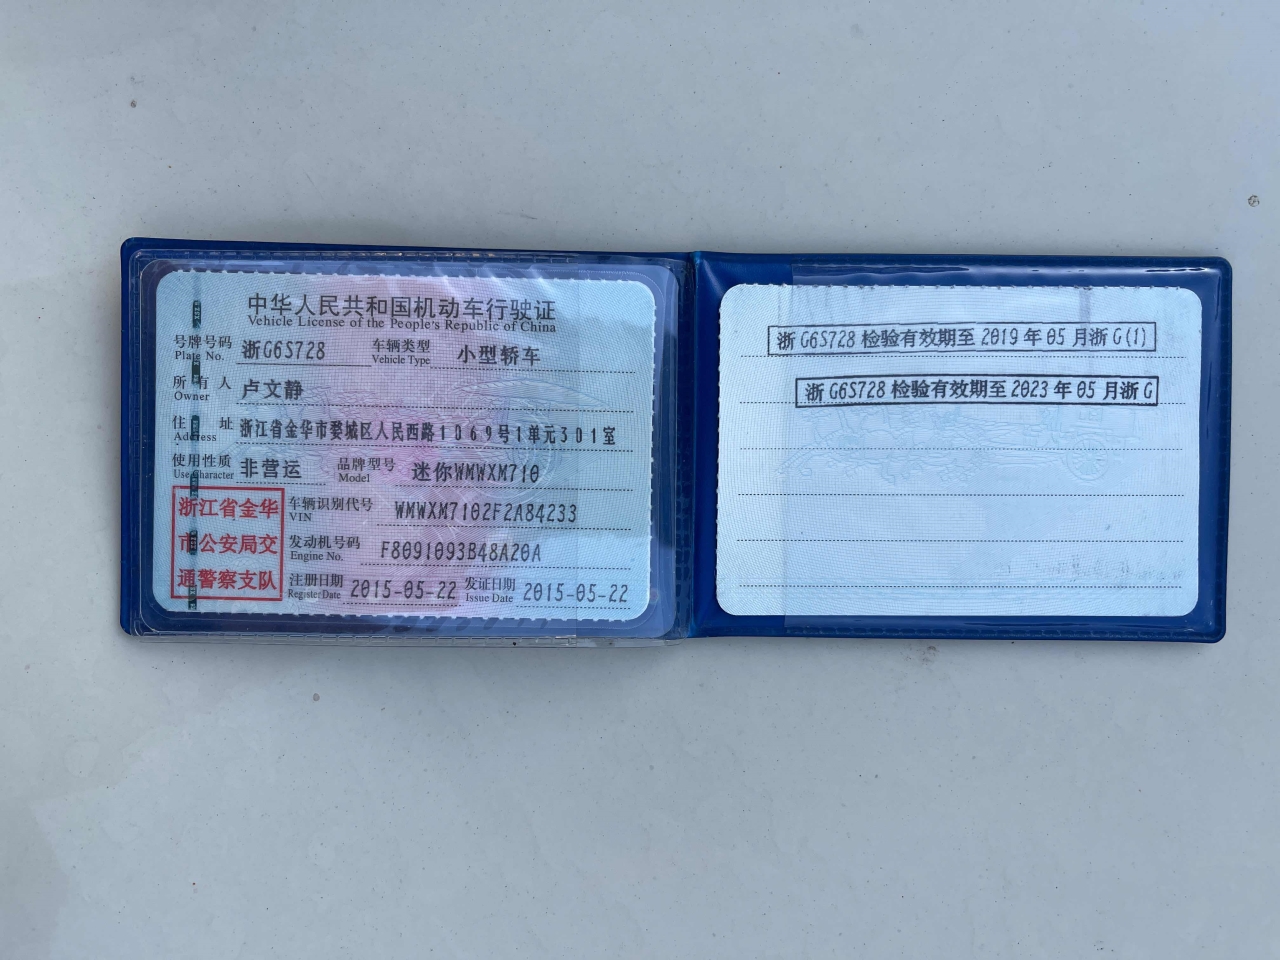 中华人民共和国机动车行驶证
Vehicle License of the People's Republic of China
号牌号码 浙G6S728 车辆类型 小型轿车
Plate No. Vehicle Type
所有人 卢文静
Owner
住址 浙江省金华市婺城区人民西路1069号1单元301室
Address
使用性质 非营运 品牌型号 迷你WMWXM710
Use Character Model
浙江省金华
市公安局交
通警察支队
车辆识别代号 WMWXM7102F2A84233
VIN
发动机号码 F8091093B48A20A
Engine No.
注册日期 2015-05-22 发证日期 2015-05-22
Register Date Issue Date
浙G6S728检验有效期至2019年05月浙G(1)
浙G6S728检验有效期至2023年05月浙G